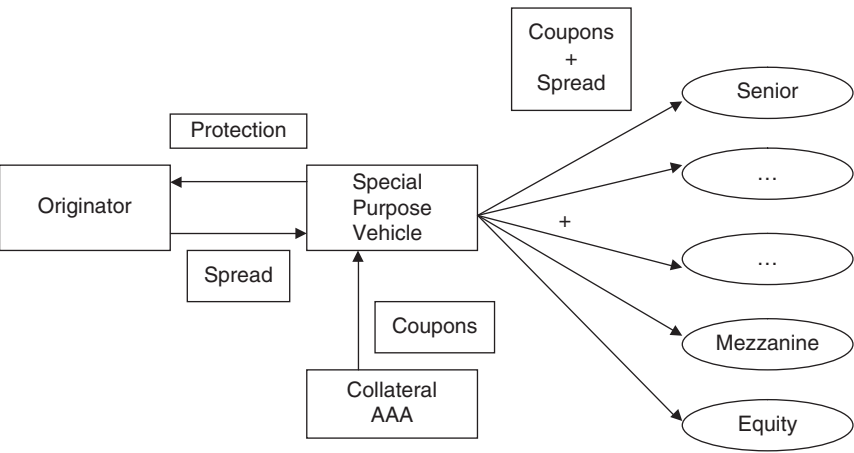 Coupons
+
Spread
Senior
Protection
…
Originator
Special
Purpose
Vehicle
+
Spread
…
Coupons
Mezzanine
Collateral
AAA
Equity